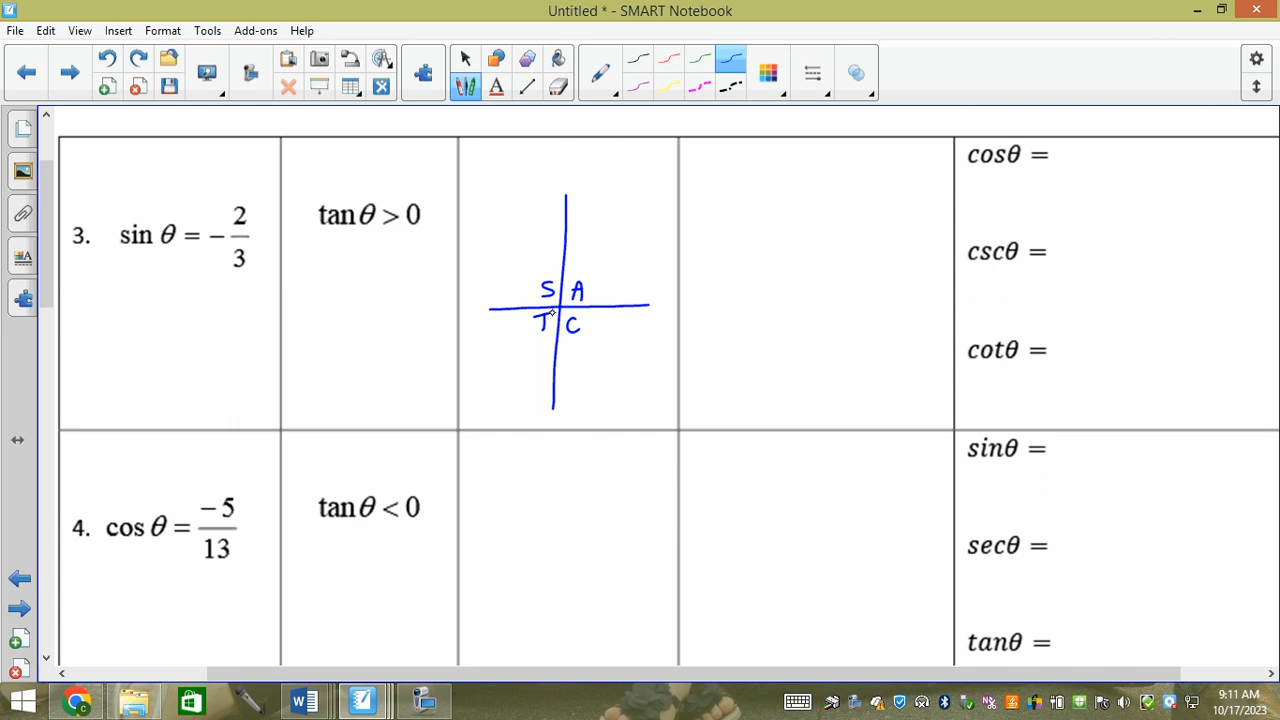 Untitled * - SMART Notebook
File Edit View Insert Format Tools Add-ons Help
3. sin θ = -2/3
tan θ > 0
S A
T C
cosθ =
cscθ =
cotθ =
4. cos θ = -5/13
tan θ < 0
sinθ =
secθ =
tanθ =
9:11 AM
10/17/2023